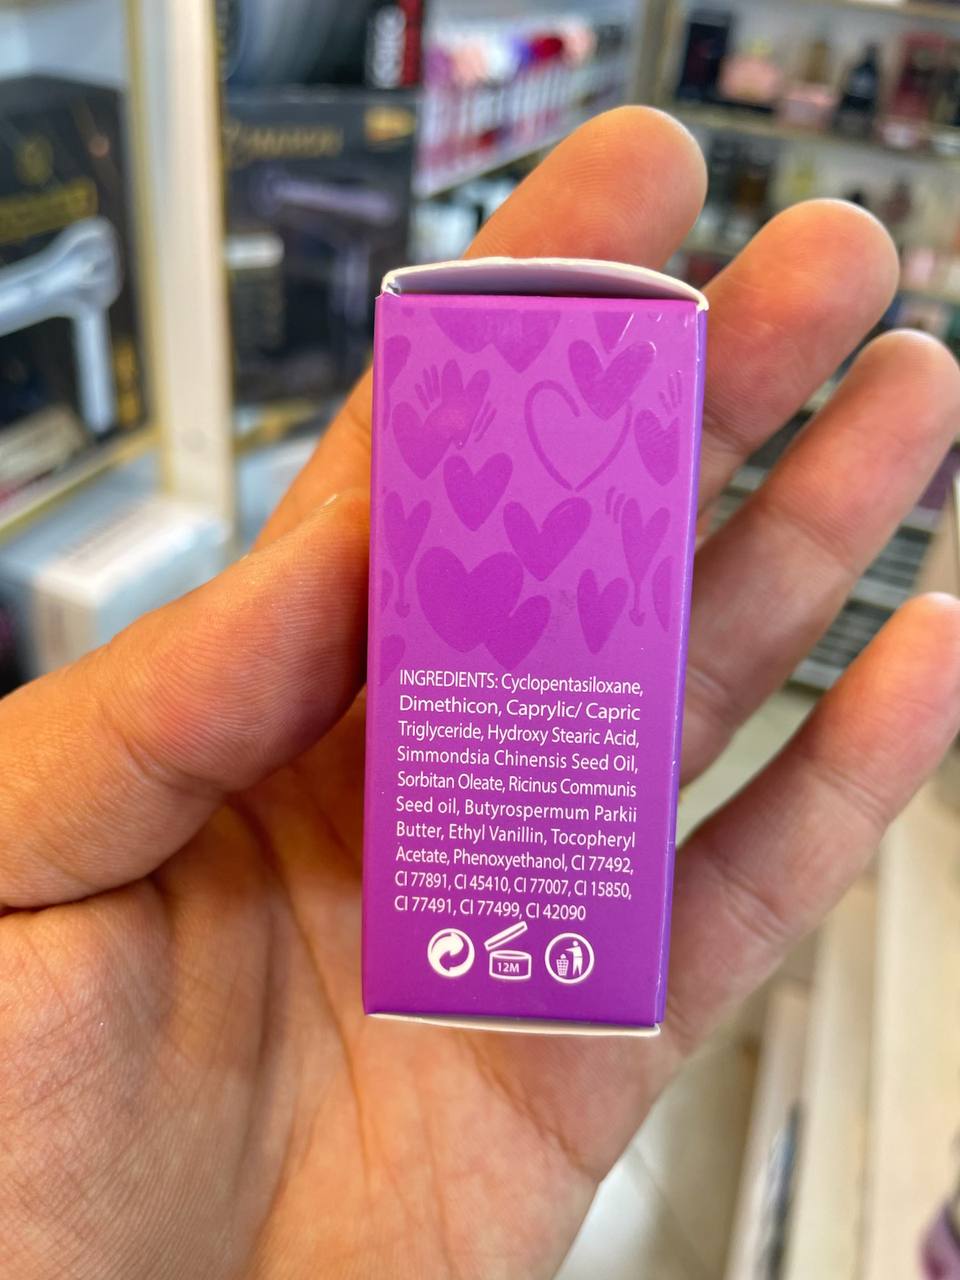 INGREDIENTS: Cyclopentasiloxane,
Dimethicon, Caprylic/ Capric
Triglyceride, Hydroxy Stearic Acid,
Simmondsia Chinensis Seed Oil,
Sorbitan Oleate, Ricinus Communis
Seed oil, Butyrospermum Parkii
Butter, Ethyl Vanillin, Tocopheryl
Acetate, Phenoxyethanol, CI 77492,
CI 77891, CI 45410, CI 77007, CI 15850,
CI 77491, CI 77499, CI 42090
12M